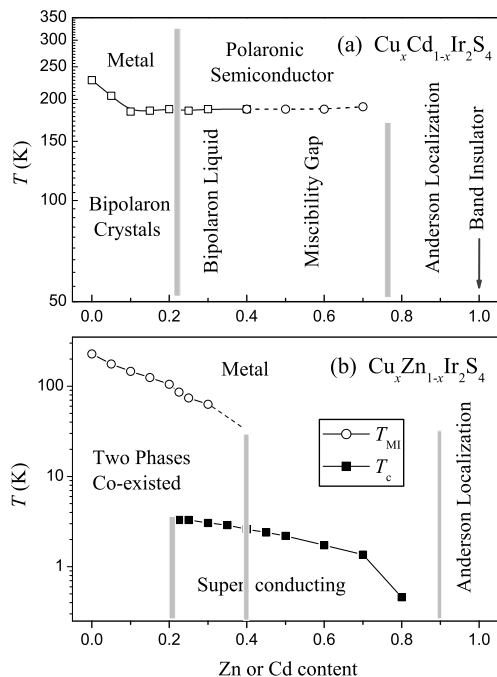 350
300
250
200
150
100
50
T (K)
Metal
Polaronic
Semiconductor
(a) CuxCd1-xIr2S4
Bipolaron
Crystals
Bipolaron Liquid
Miscibility Gap
Anderson Localization
Band Insulator
0.0 0.2 0.4 0.6 0.8 1.0
100
10
1
T (K)
Metal
(b) CuxZn1-xIr2S4
TMI
Tc
Two Phases
Co-existed
Super conducting
Anderson Localization
0.0 0.2 0.4 0.6 0.8 1.0
Zn or Cd content